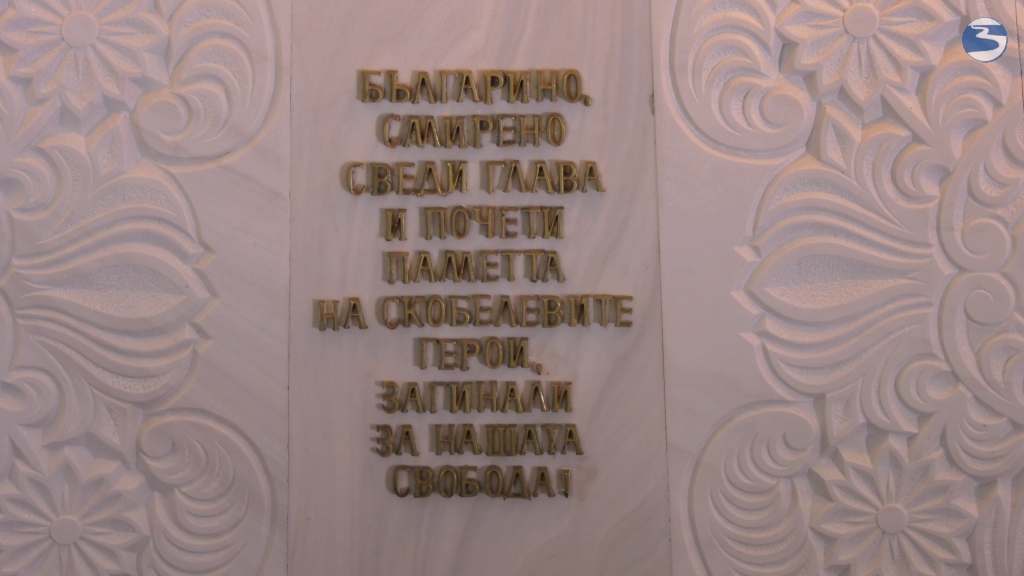 БЪЛГАРИНО,
СМИРЕНО
СВЕДИ ГЛАВА
И ПОЧЕТИ
ПАМЕТТА
НА СКОБЕЛЕВИТЕ
ГЕРОИ,
ЗАГИНАЛИ
ЗА НАШАТА
СВОБОДА!